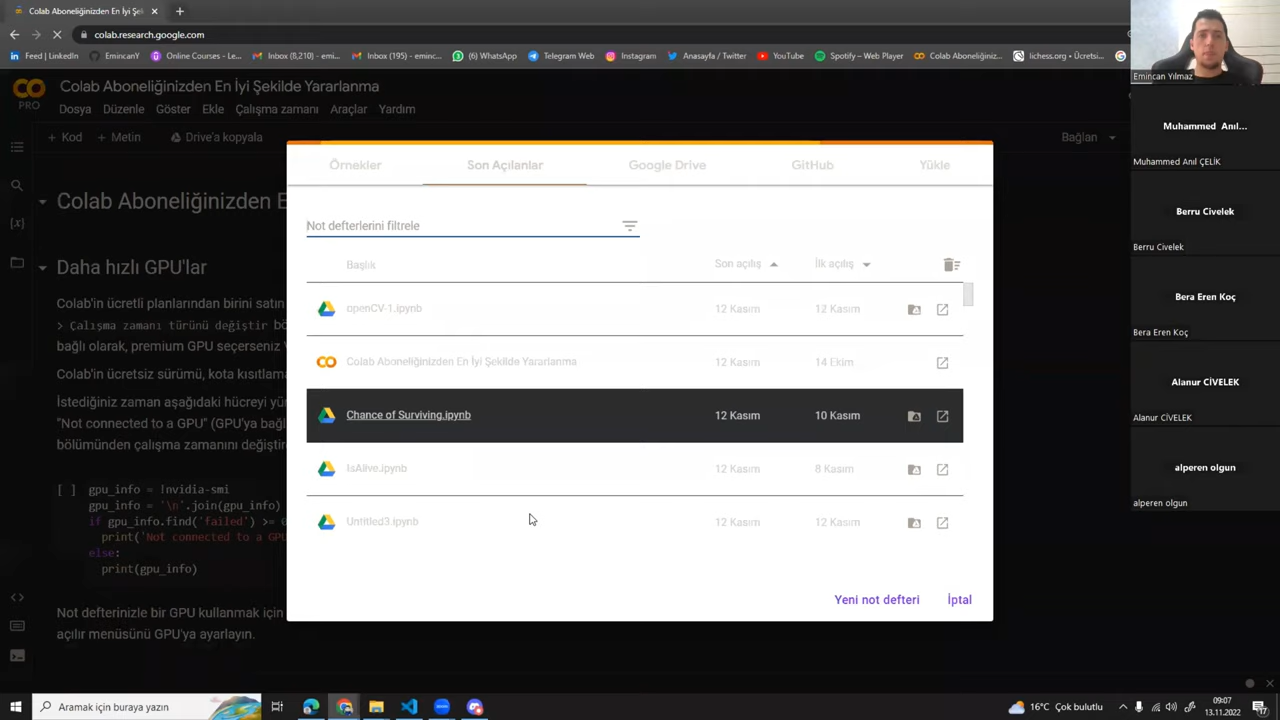 Colab Aboneliğinizden En İyi Şek
colab.research.google.com
Feed | LinkedIn
EmincanY
Online Courses - Le...
Inbox (8,210) - eminc...
Inbox (195) - eminca...
(6) WhatsApp
Telegram Web
Instagram
Anasayfa / Twitter
YouTube
Spotify – Web Player
Colab Aboneliğiniz...
lichess.org • Ücretsi...
CO
PRO
Colab Aboneliğinizden En İyi Şekilde Yararlanma
Dosya Düzenle Göster Ekle Çalışma zamanı Araçlar Yardım
+ Kod + Metin Drive'a kopyala
Bağlan
Colab Aboneliğinizden E
Daha hızlı GPU'lar
Colab'in ücretli planlarından birini satın
> Çalışma zamanı türünü değiştir
bağlı olarak, premium GPU seçerseniz
Colab'in ücretsiz sürümü, kota kısıtlama
İstediğiniz zaman aşağıdaki hücreyi
"Not connected to a GPU" (GPU'ya bağ
bölümünden çalışma zamanını değiştir
[ ] gpu_info = !nvidia-smi
gpu_info = '\n'.join(gpu_info)
if gpu_info.find('failed') >=
print('Not connected to a GPU
else:
print(gpu_info)
Not defterinizle bir GPU kullanmak için
açılır menüsünü GPU'ya ayarlayın.
Örnekler Son Açılanlar Google Drive GitHub Yükle
Not defterlerini filtrele
Başlık Son açılış İlk açılış
openCV-1.ipynb 12 Kasım 12 Kasım
Colab Aboneliğinizden En İyi Şekilde Yararlanma 12 Kasım 14 Ekim
Chance of Surviving.ipynb 12 Kasım 10 Kasım
IsAlive.ipynb 12 Kasım 8 Kasım
Untitled3.ipynb 12 Kasım 12 Kasım
Yeni not defteri İptal
Emincan Yılmaz
Muhammed Anıl...
Muhammed Anıl ÇELİK
Berru Civelek
Berru Civelek
Bera Eren Koç
Bera Eren Koç
Alanur CİVELEK
Alanur CİVELEK
alperen olgun
alperen olgun
Aramak için buraya yazın
16°C Çok bulutlu
09:07
13.11.2022
17